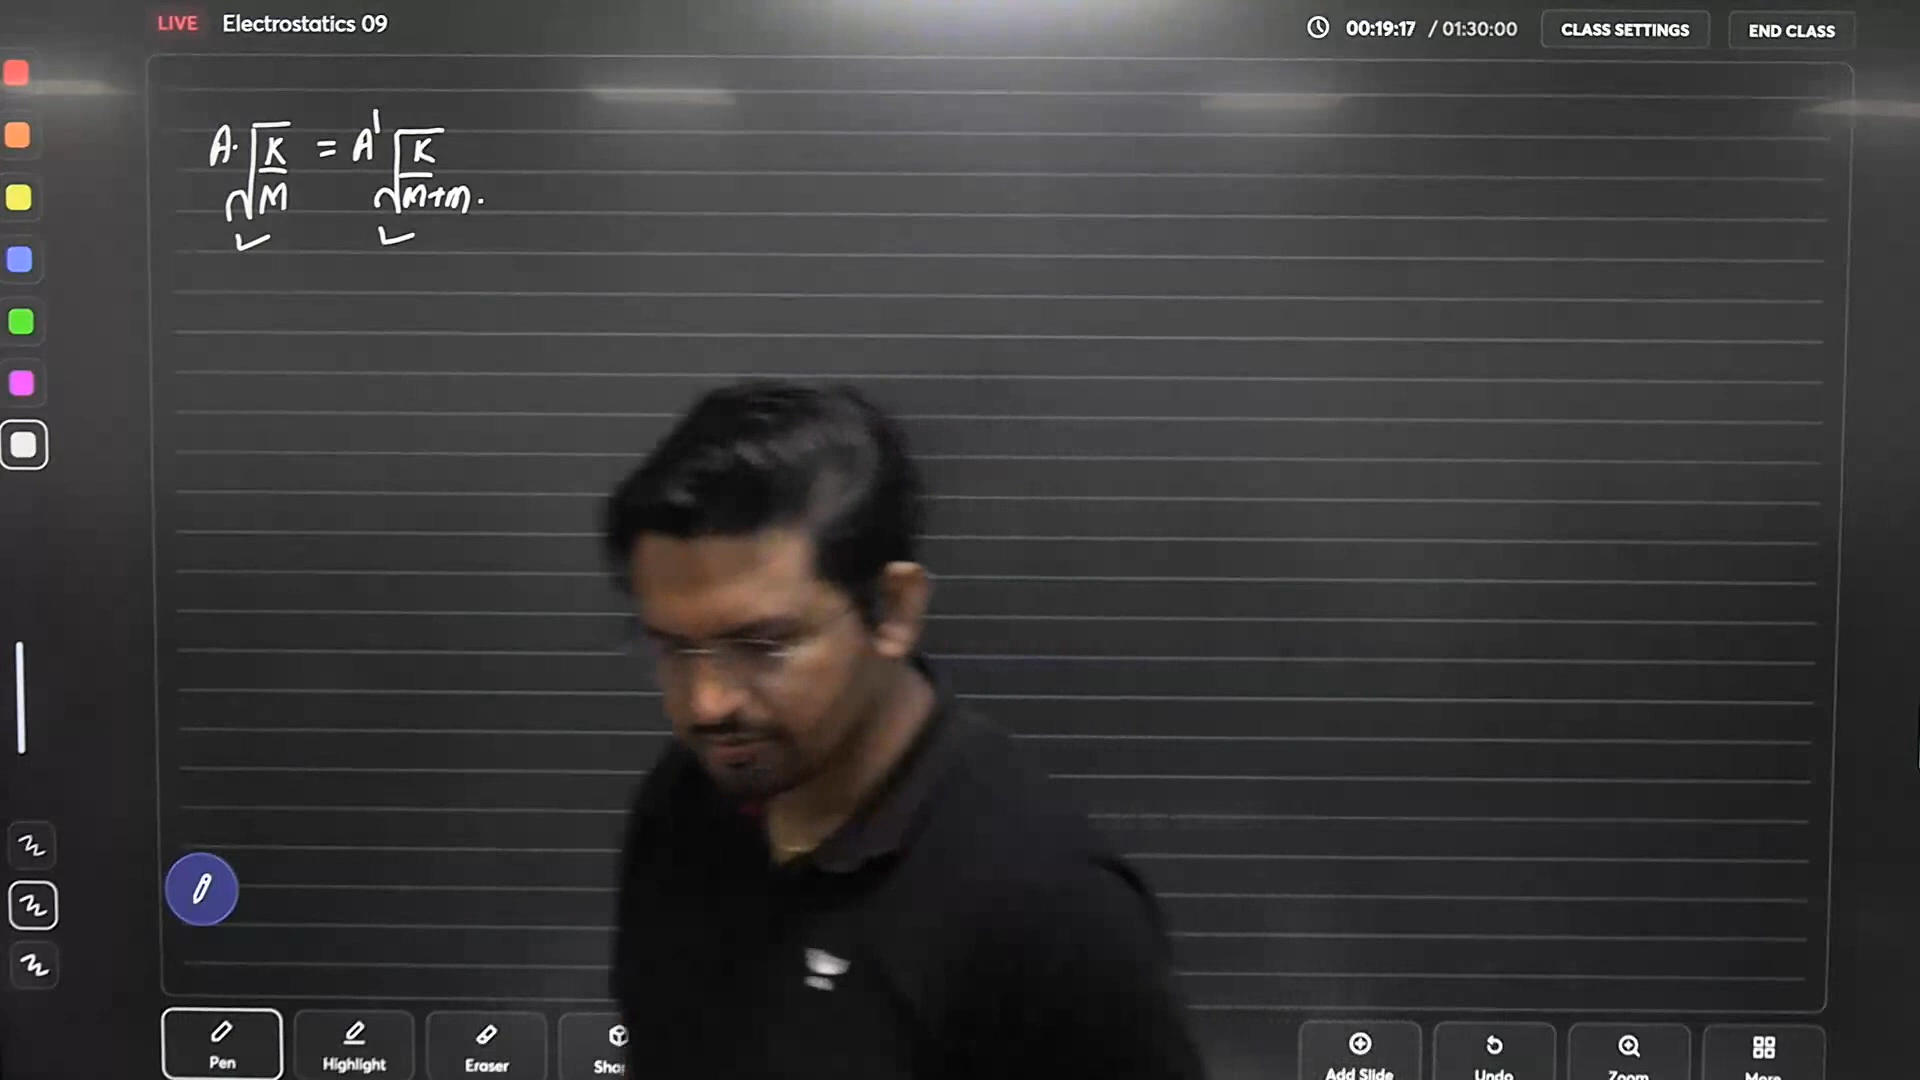 LIVE Electrostatics 09 00:19:17 / 01:30:00 CLASS SETTINGS END CLASS
A·√(K/M) = A'√(K/(M+m)).
Pen Highlight Eraser Add Slide Undo Zoom More